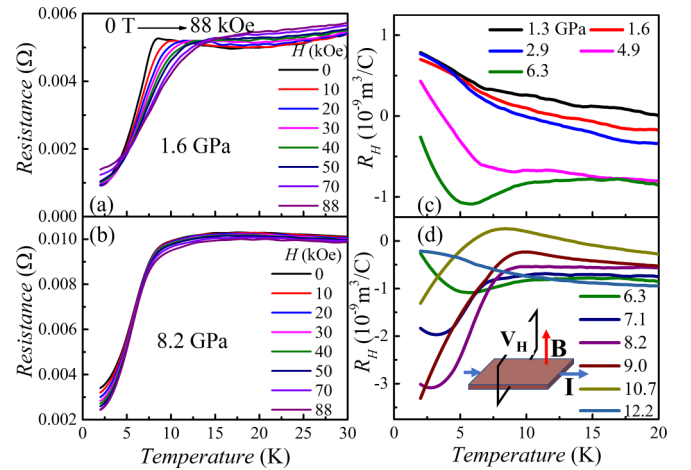 0 T → 88 kOe
H (kOe)
0
10
20
30
40
50
70
88
1.6 GPa
(a)
0.006
0.004
0.002
0.000
Resistance (Ω)
0 5 10 15 20 25 30
(b)
H (kOe)
0
10
20
30
40
50
70
88
8.2 GPa
0.010
0.008
0.006
0.004
0.002
Resistance (Ω)
0 5 10 15 20 25 30
Temperature (K)
1.3 GPa 1.6
2.9 4.9
6.3
(c)
1
0
-1
R_H (10⁻⁹m³/C)
(d)
0
-1
-2
-3
R_H (10⁻⁹m³/C)
6.3
7.1
8.2
9.0
10.7
12.2
V_H
B
I
0 5 10 15 20
Temperature (K)